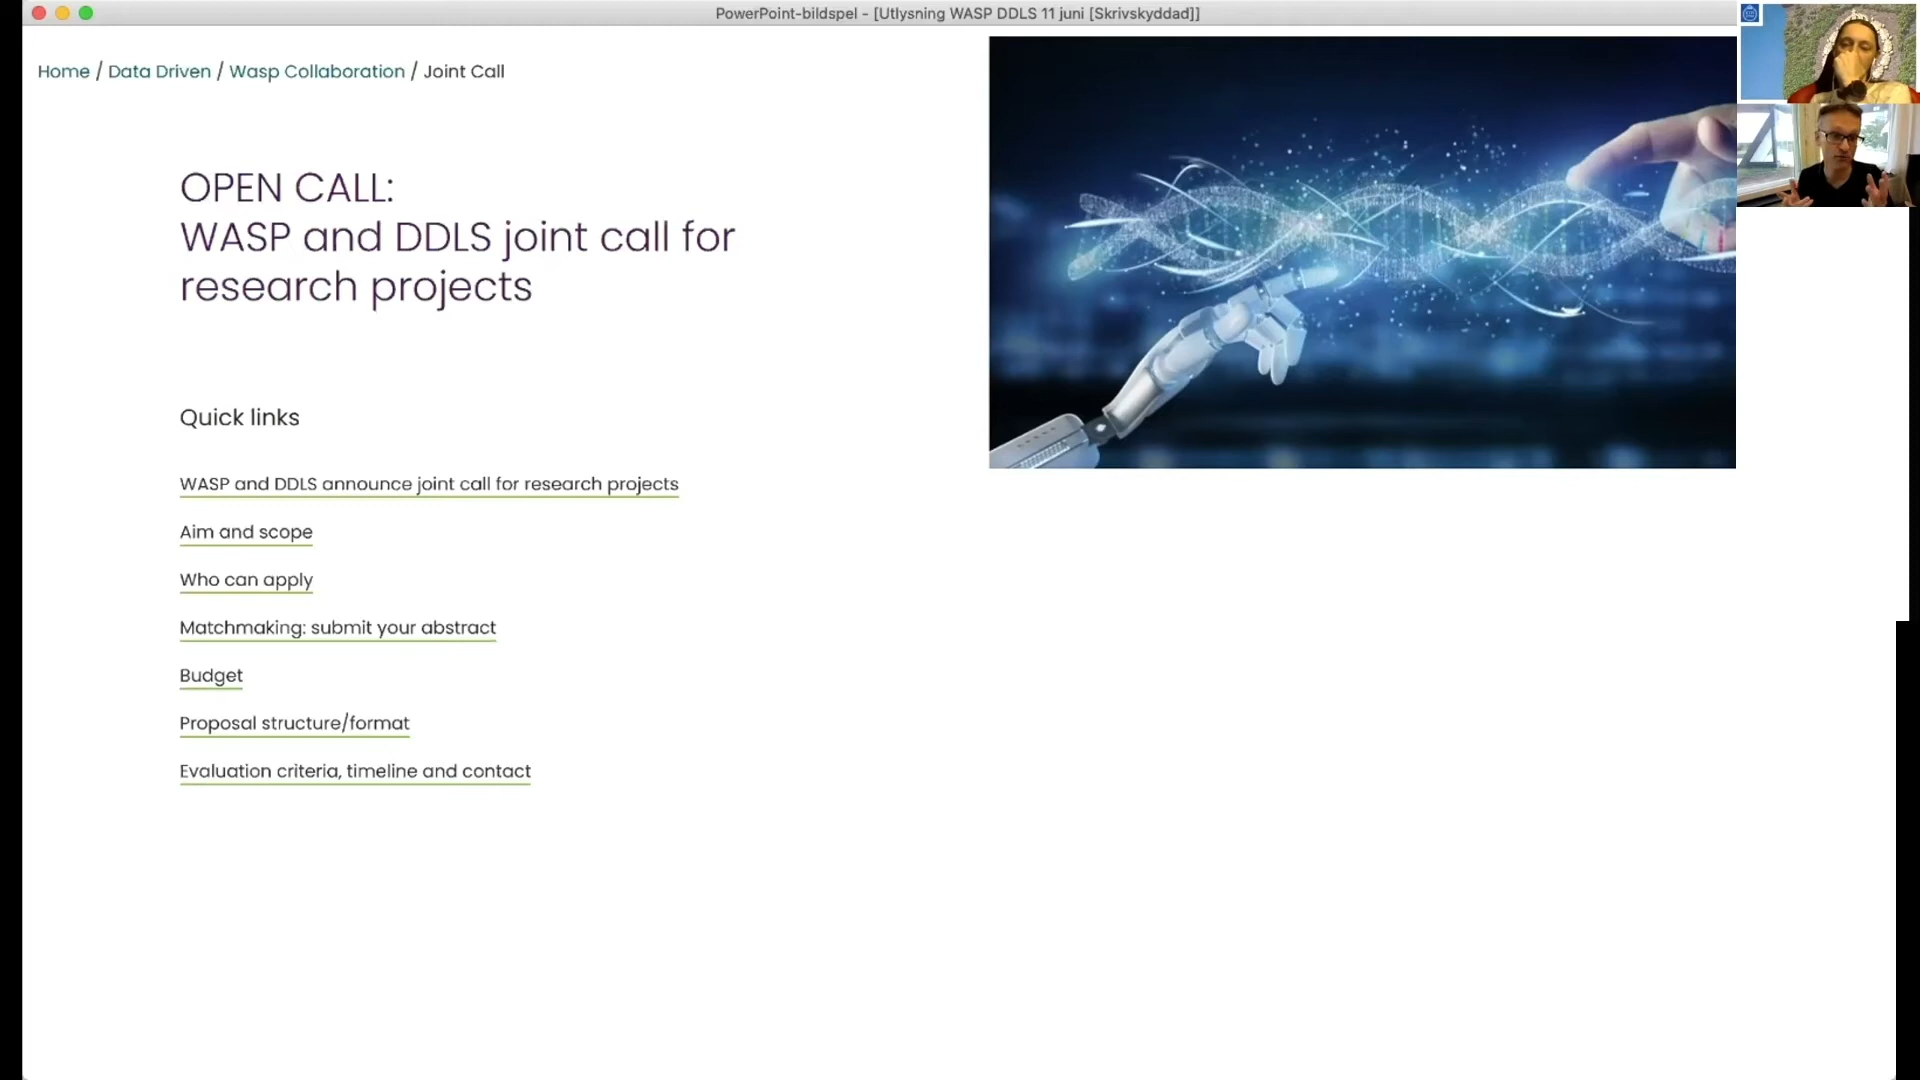 PowerPoint-bildspel - [Utlysning WASP DDLS 11 juni [Skrivskyddad]]
Home / Data Driven / Wasp Collaboration / Joint Call
OPEN CALL:
WASP and DDLS joint call for
research projects
Quick links
WASP and DDLS announce joint call for research projects
Aim and scope
Who can apply
Matchmaking: submit your abstract
Budget
Proposal structure/format
Evaluation criteria, timeline and contact